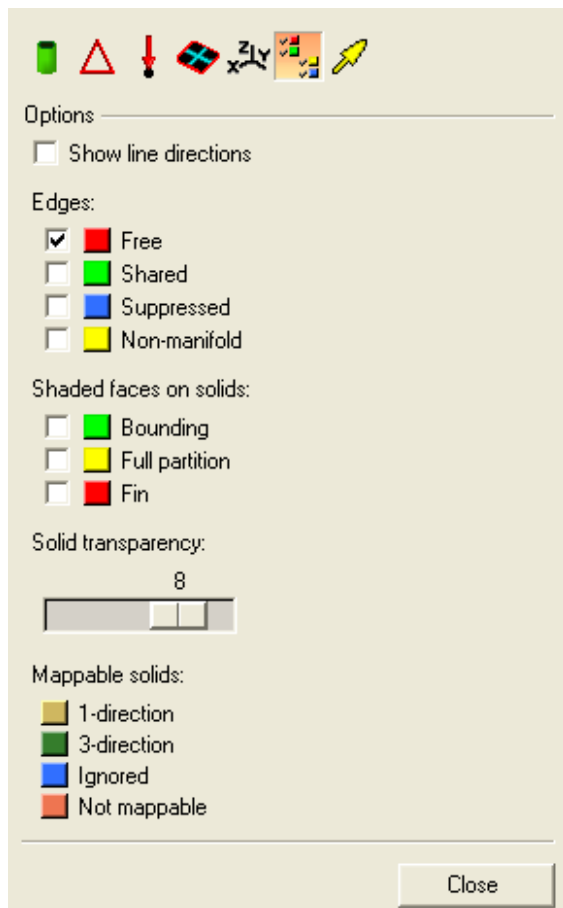 Z
X Y
Options
Show line directions
Edges:
Free
Shared
Suppressed
Non-manifold
Shaded faces on solids:
Bounding
Full partition
Fin
Solid transparency:
8
Mappable solids:
1-direction
3-direction
Ignored
Not mappable
Close